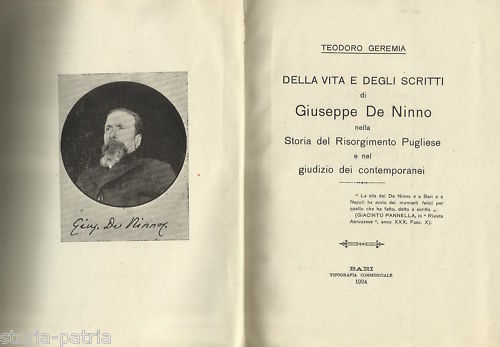 Gius. De Ninno.
TEODORO GEREMIA
DELLA VITA E DEGLI SCRITTI
di
Giuseppe De Ninno
nella
Storia del Risorgimento Pugliese
e nel
giudizio dei contemporanei
" La vita del De Ninno e a Bari e a
Napoli ha avuto dei momenti felici per
quello che ha fatto, detto e scritto „.
(GIACINTO PANNELLA, in " Rivista
Abruzzese ", anno XXX, Fasc. X).
BARI
TIPOGRAFIA COMMERCIALE
1924
storia-patria